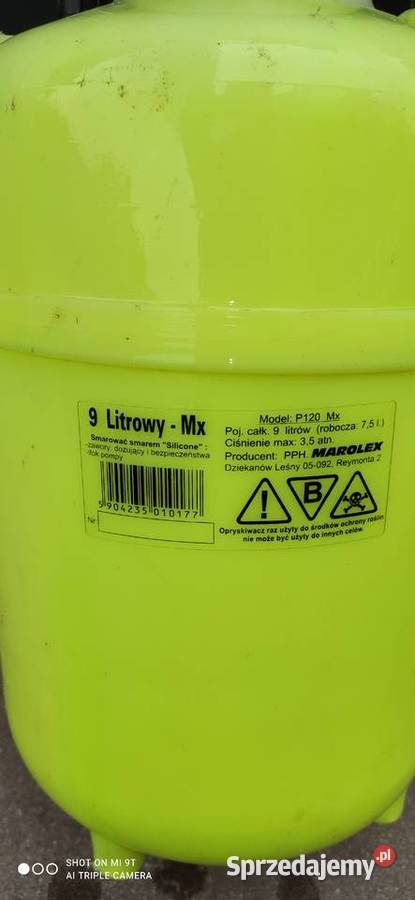 9 Litrowy - Mx
Smarować smarem "Silicone" :
-zawory: dozujący i bezpieczeństwa
-tłok pompy
5 904235 010177
Nr
Model: P120 Mx
Poj. całk. 9 litrów (robocza: 7,5 l.)
Ciśnienie max: 3,5 atn.
Producent: PPH. MAROLEX
Dziekanów Leśny 05-092, Reymonta 2
B
Opryskiwacz raz użyty do środków ochrony roślin
nie może być użyty do innych celów.
SHOT ON MI 9T
AI TRIPLE CAMERA
Sprzedajemy.pl